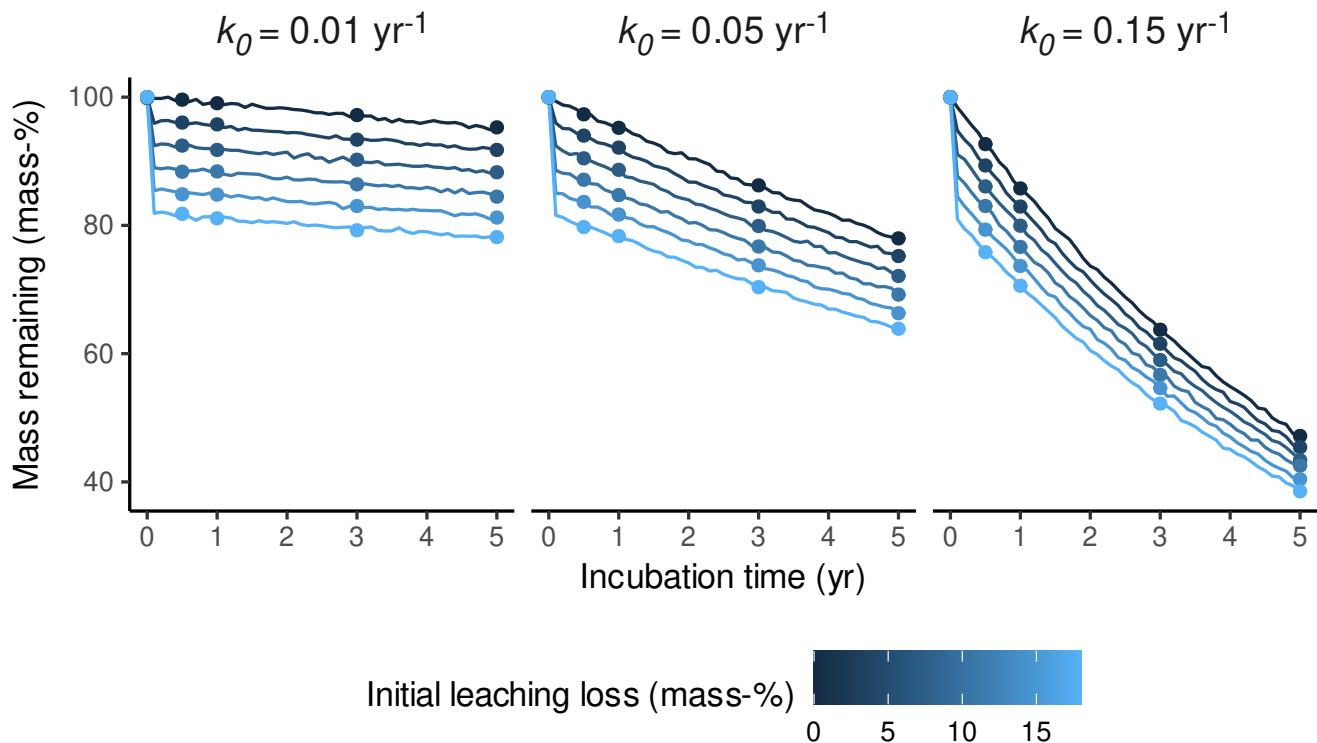 k0 = 0.01 yr-1
k0 = 0.05 yr-1
k0 = 0.15 yr-1
Mass remaining (mass-%)
100
80
60
40
0 1 2 3 4 5
0 1 2 3 4 5
0 1 2 3 4 5
Incubation time (yr)
Initial leaching loss (mass-%)
0 5 10 15